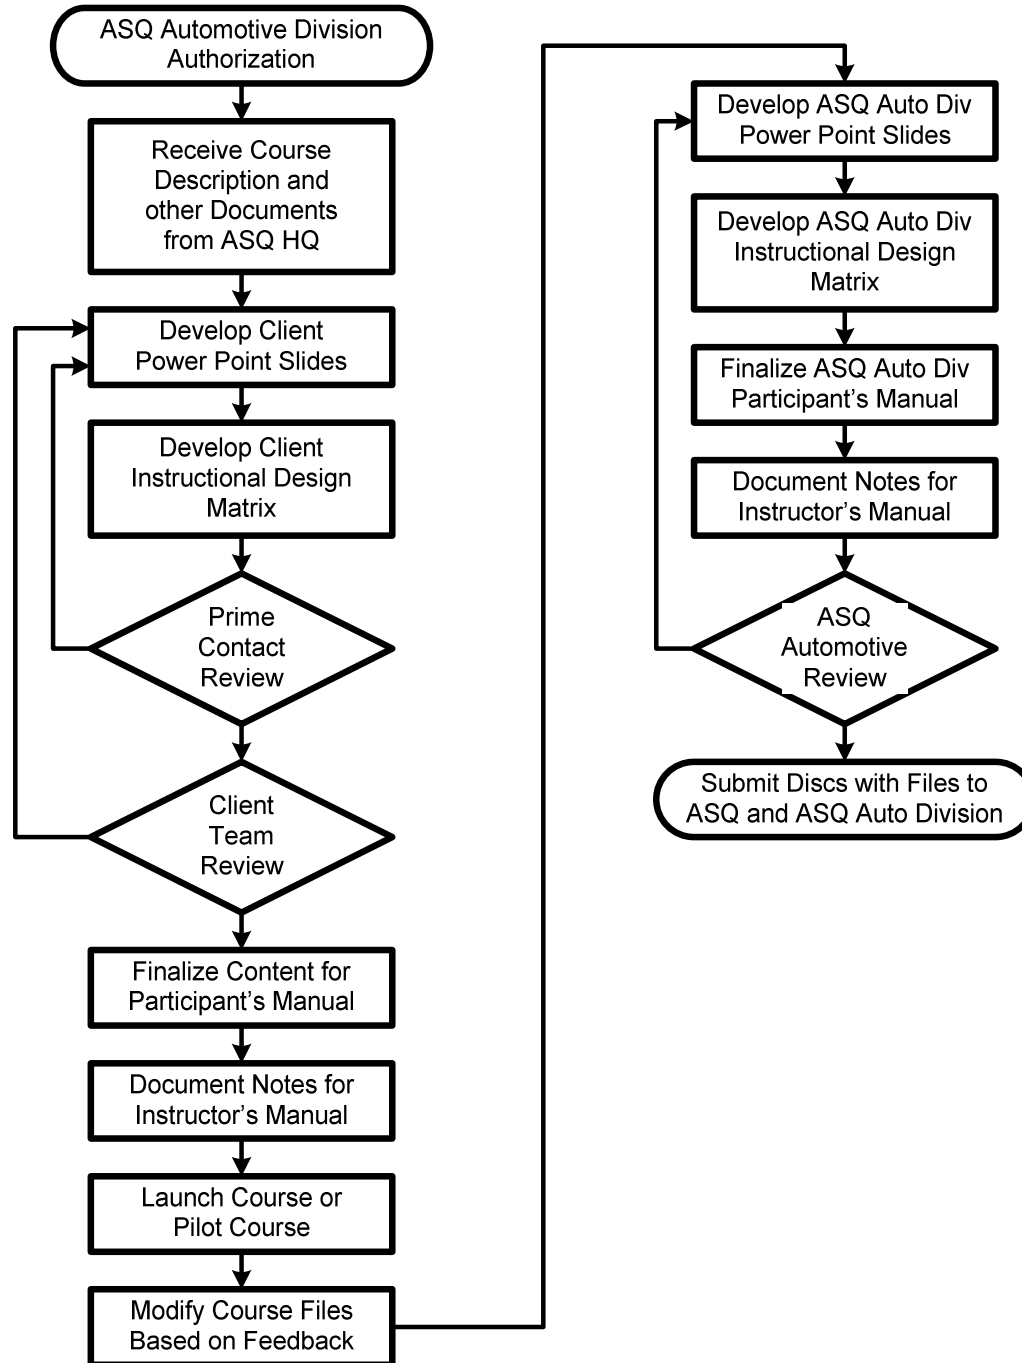 ASQ Automotive Division
Authorization
Receive Course
Description and
other Documents
from ASQ HQ
Develop Client
Power Point Slides
Develop Client
Instructional Design
Matrix
Prime
Contact
Review
Client
Team
Review
Finalize Content for
Participant’s Manual
Document Notes for
Instructor’s Manual
Launch Course or
Pilot Course
Modify Course Files
Based on Feedback
Develop ASQ Auto Div
Power Point Slides
Develop ASQ Auto Div
Instructional Design
Matrix
Finalize ASQ Auto Div
Participant’s Manual
Document Notes for
Instructor’s Manual
ASQ
Automotive
Review
Submit Discs with Files to
ASQ and ASQ Auto Division